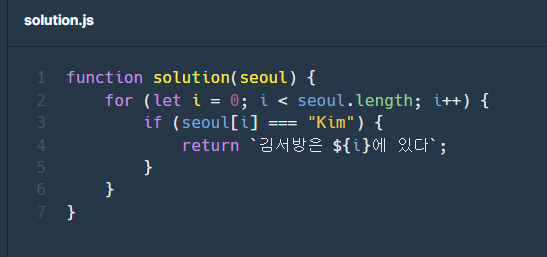 solution.js
1 function solution(seoul) {
2     for (let i = 0; i < seoul.length; i++) {
3         if (seoul[i] === "Kim") {
4             return `김서방은 ${i}에 있다`;
5         }
6     }
7 }